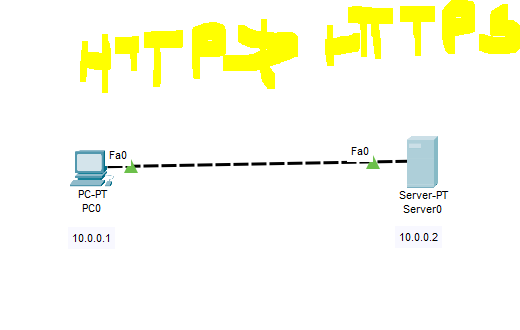 HTTP HTTPS
Fa0 Fa0
PC-PT Server-PT
PC0 Server0
10.0.0.1 10.0.0.2